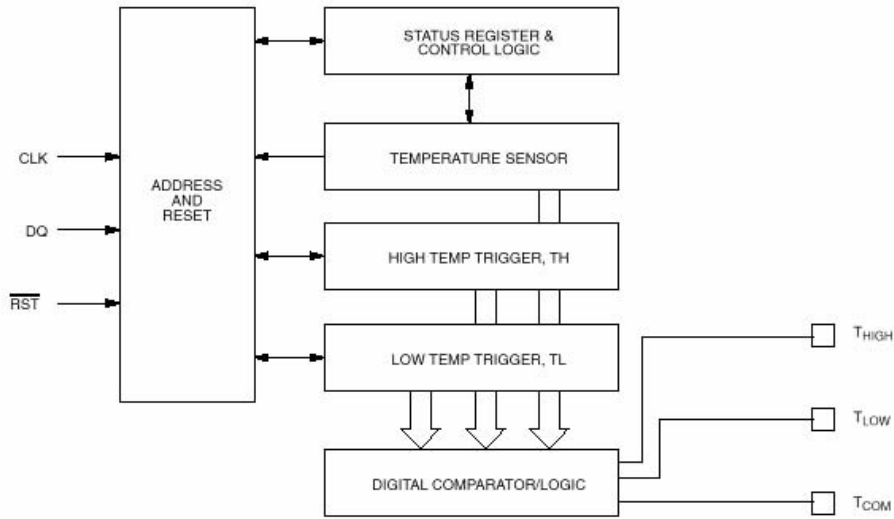 STATUS REGISTER &
CONTROL LOGIC
CLK
TEMPERATURE SENSOR
ADDRESS
AND
RESET
DQ
HIGH TEMP TRIGGER, TH
RST
LOW TEMP TRIGGER, TL
THIGH
TLOW
DIGITAL COMPARATOR/LOGIC
TCOM